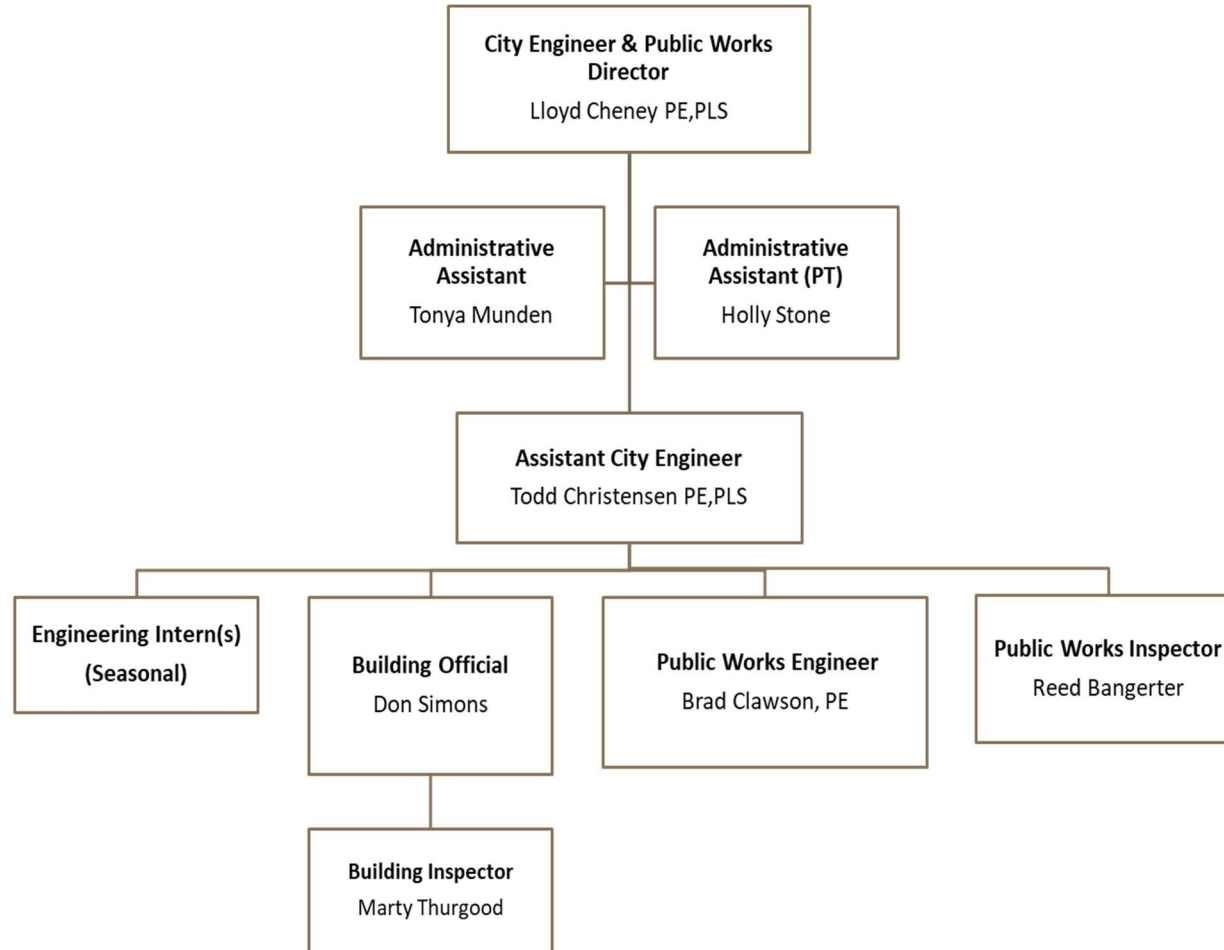 City Engineer & Public Works
Director
Lloyd Cheney PE,PLS
Administrative
Assistant
Tonya Munden
Administrative
Assistant (PT)
Holly Stone
Assistant City Engineer
Todd Christensen PE,PLS
Engineering Intern(s)
(Seasonal)
Building Official
Don Simons
Public Works Engineer
Brad Clawson, PE
Public Works Inspector
Reed Bangerter
Building Inspector
Marty Thurgood